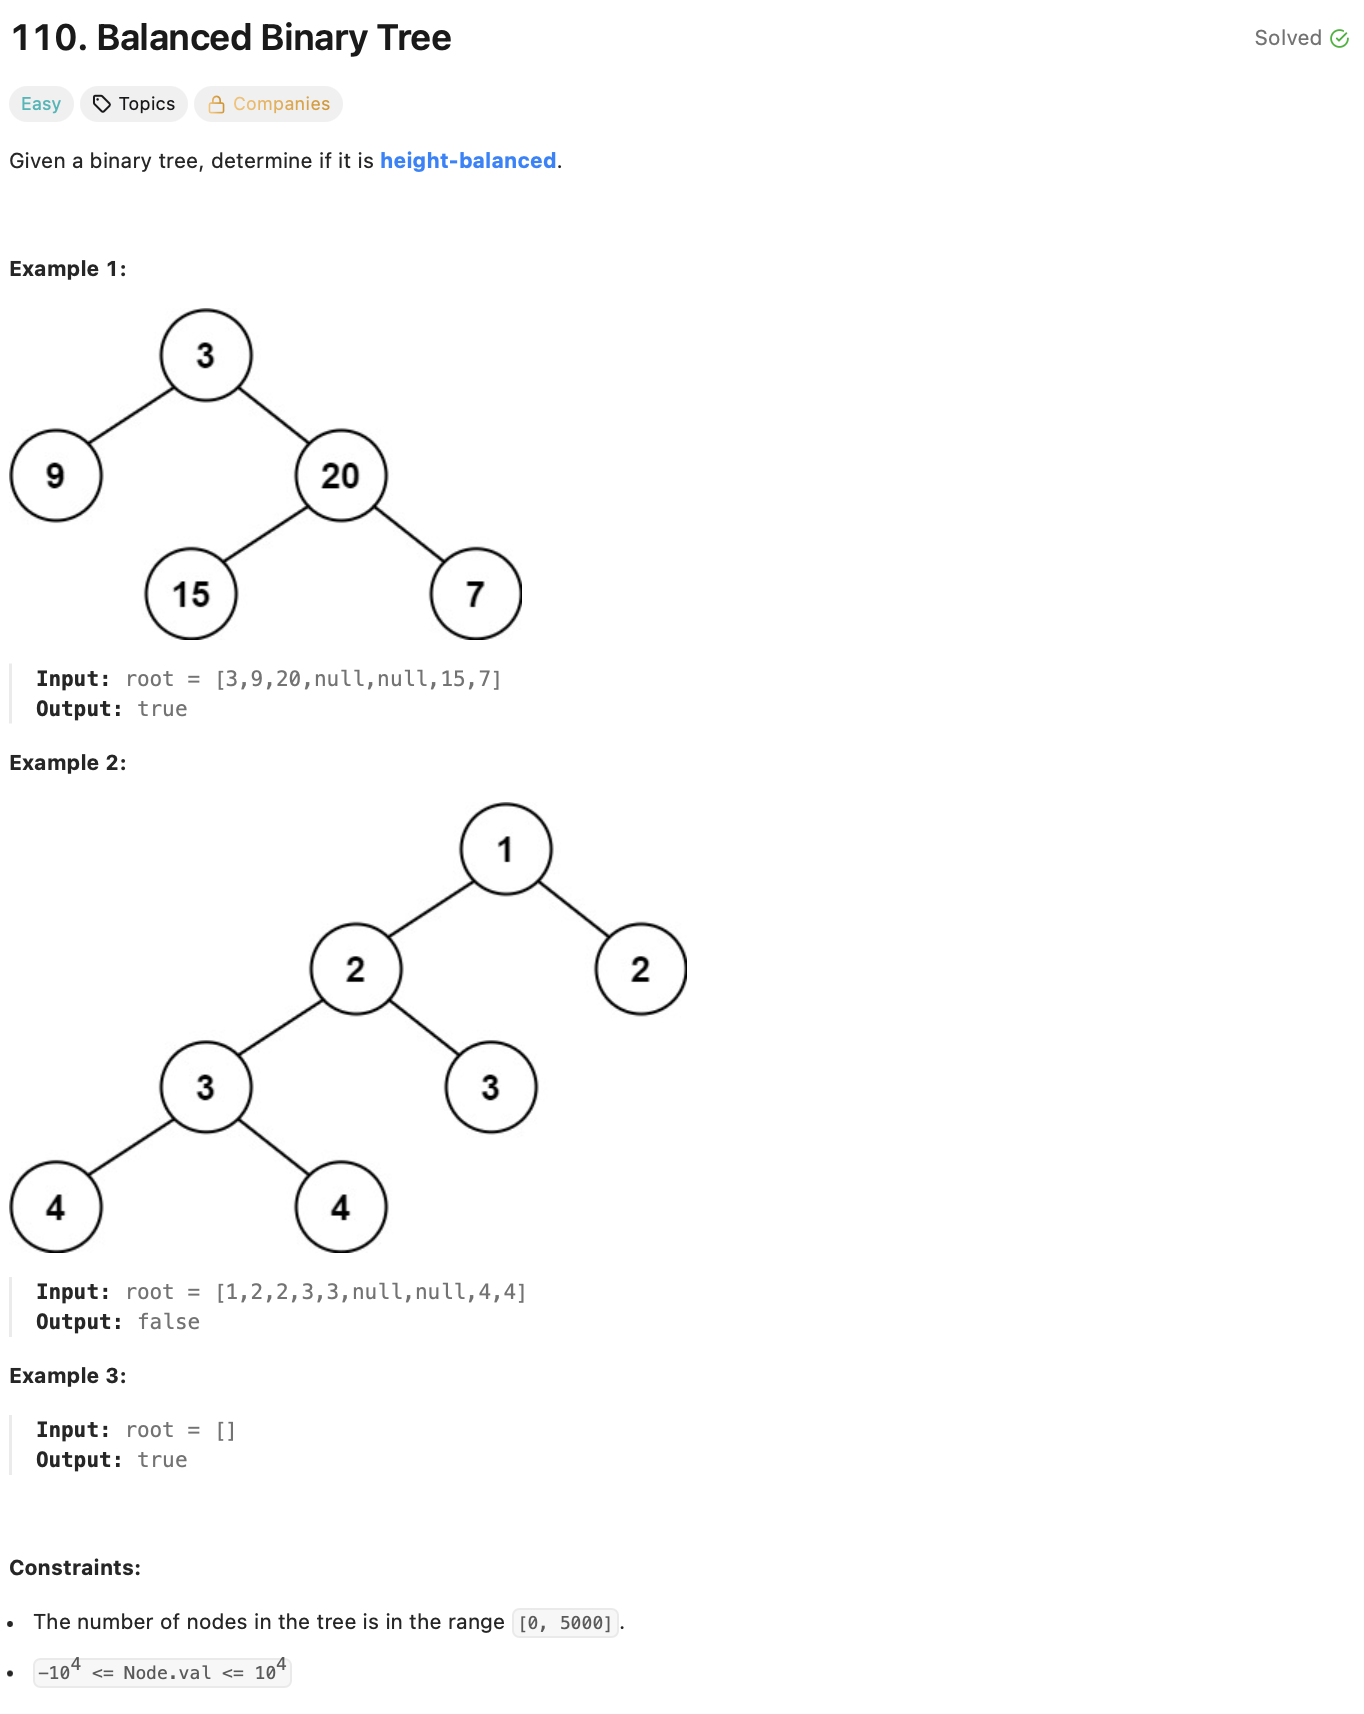 110. Balanced Binary Tree
Solved
Easy Topics Companies
Given a binary tree, determine if it is height-balanced.
Example 1:
3
9 20
15 7
Input: root = [3,9,20,null,null,15,7]
Output: true
Example 2:
1
2 2
3 3
4 4
Input: root = [1,2,2,3,3,null,null,4,4]
Output: false
Example 3:
Input: root = []
Output: true
Constraints:
• The number of nodes in the tree is in the range [0, 5000].
• -10⁴ <= Node.val <= 10⁴